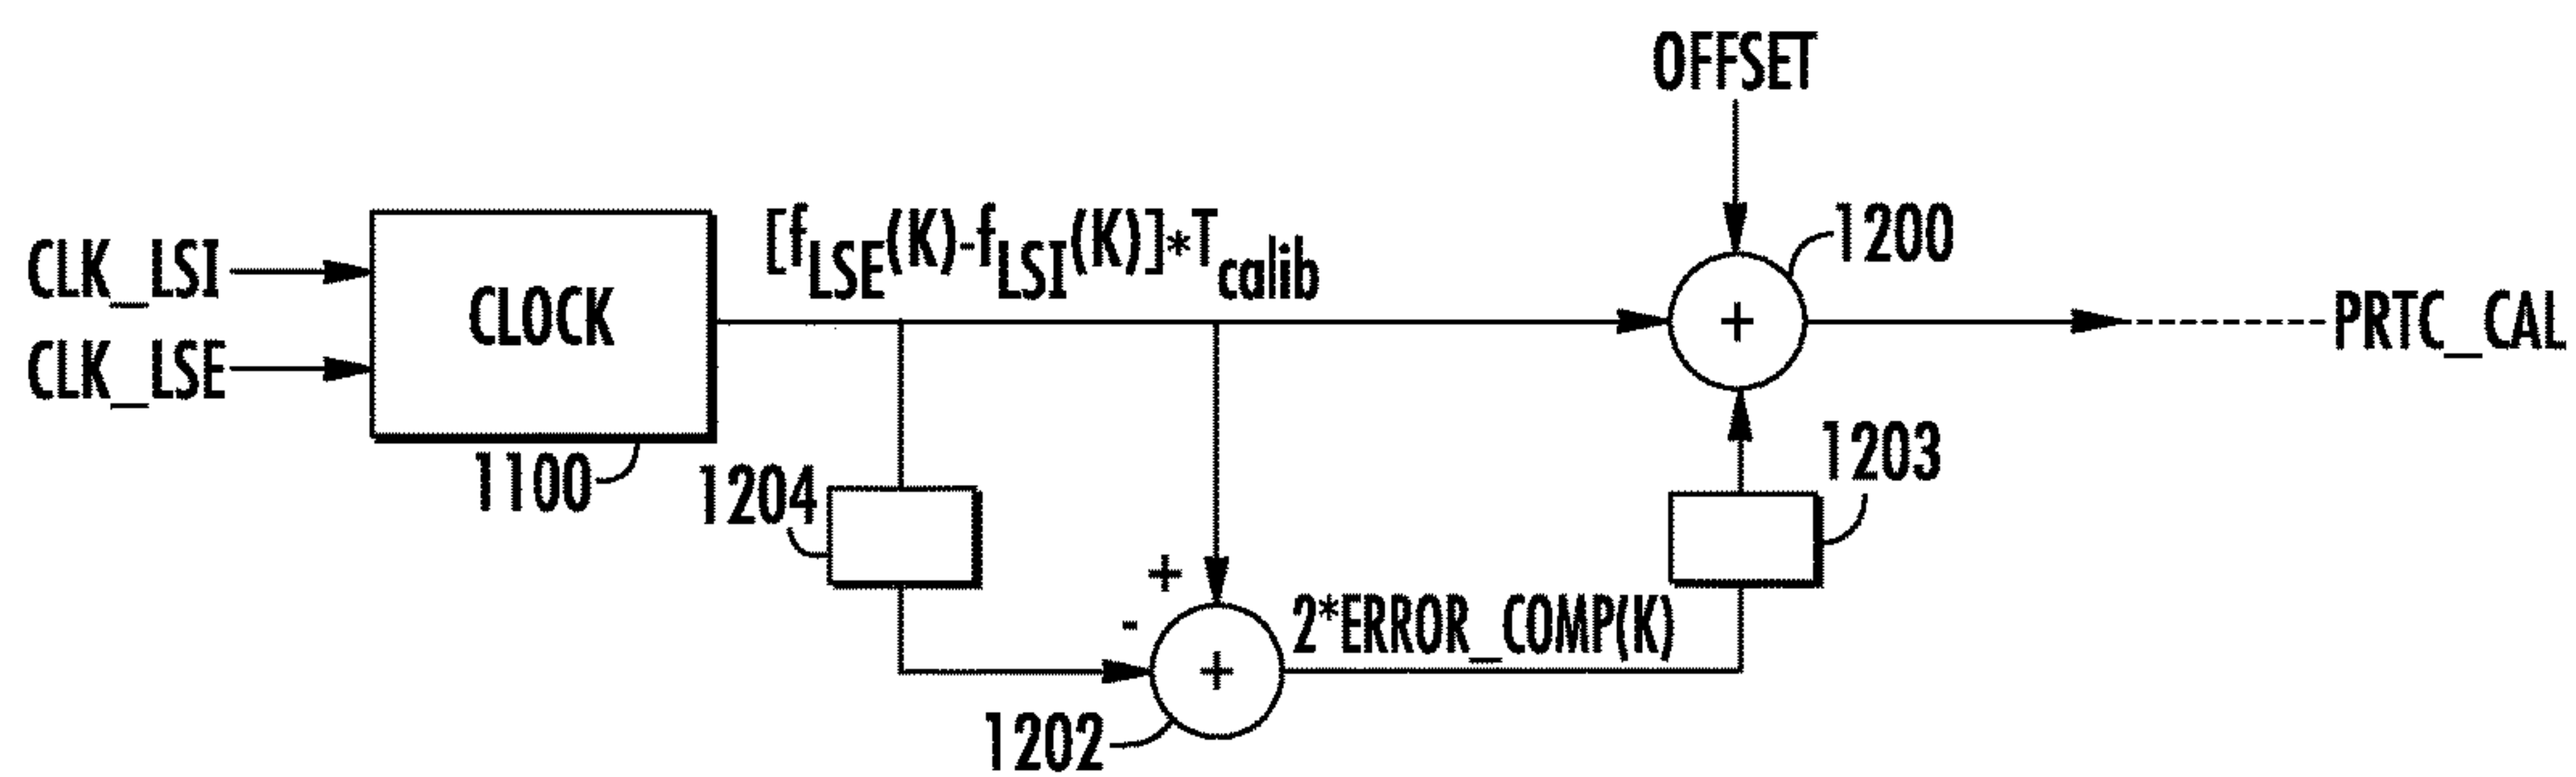 OFFSET
1200
[fLSE(K)-fLSI(K)]*Tcalib
CLK_LSI
CLOCK
PRTC_CAL
CLK_LSE
1100
1204
1203
+
-
2*ERROR_COMP(K)
+
+
1202